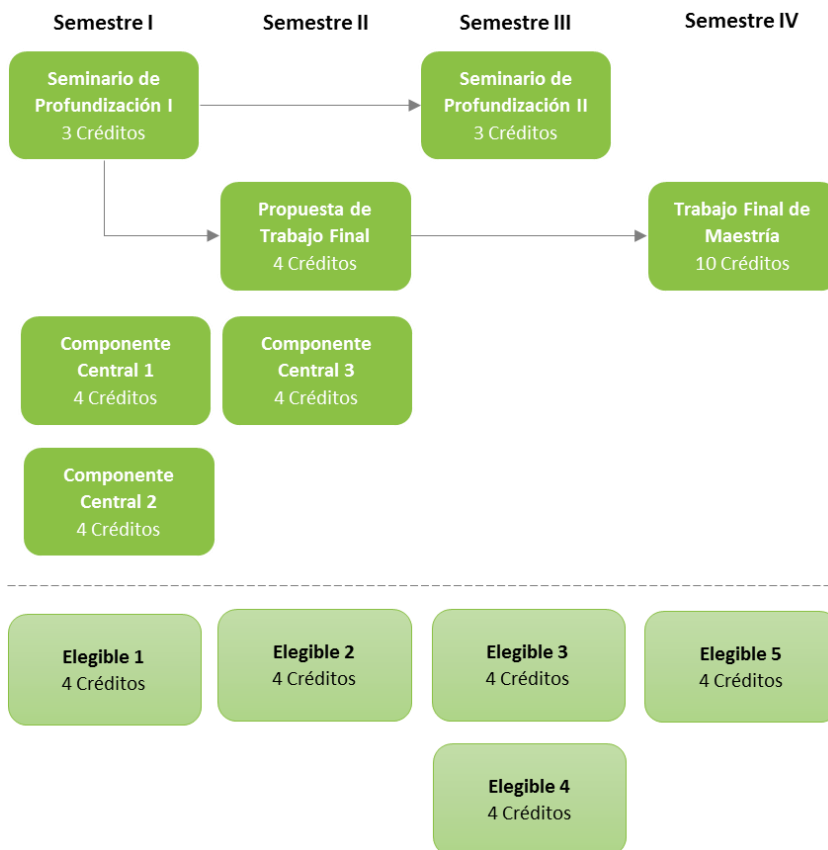 Semestre I
Semestre II
Semestre III
Semestre IV
Seminario de
Profundización I
3 Créditos
Seminario de
Profundización II
3 Créditos
Propuesta de
Trabajo Final
4 Créditos
Trabajo Final de
Maestría
10 Créditos
Componente
Central 1
4 Créditos
Componente
Central 3
4 Créditos
Componente
Central 2
4 Créditos
Elegible 1
4 Créditos
Elegible 2
4 Créditos
Elegible 3
4 Créditos
Elegible 5
4 Créditos
Elegible 4
4 Créditos